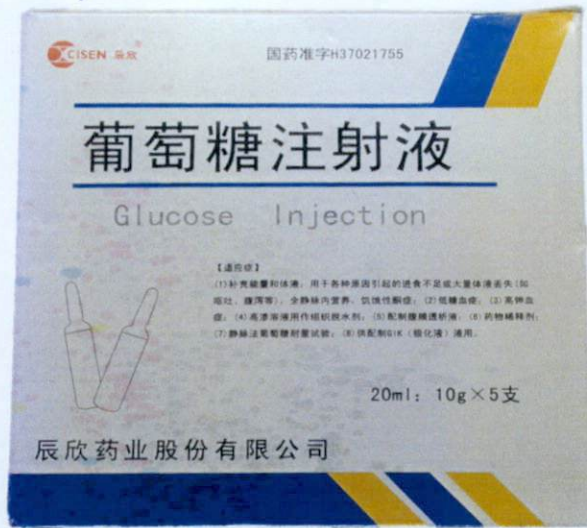 CISEN 辰欣
国药准字H37021755
葡萄糖注射液
Glucose Injection
【适应症】
(1)补充能量和体液；用于各种原因引起的进食不足或大量体液丢失(如
呕吐、腹泻等)，全静脉内营养，饥饿性酮症；(2)低糖血症；(3)高钾血
症；(4)高渗溶液用作组织脱水剂；(5)配制腹膜透析液；(6)药物稀释剂；
(7)静脉法葡萄糖耐量试验；(8)供配制GIK（极化液）液用。
20ml：10g×5支
辰欣药业股份有限公司